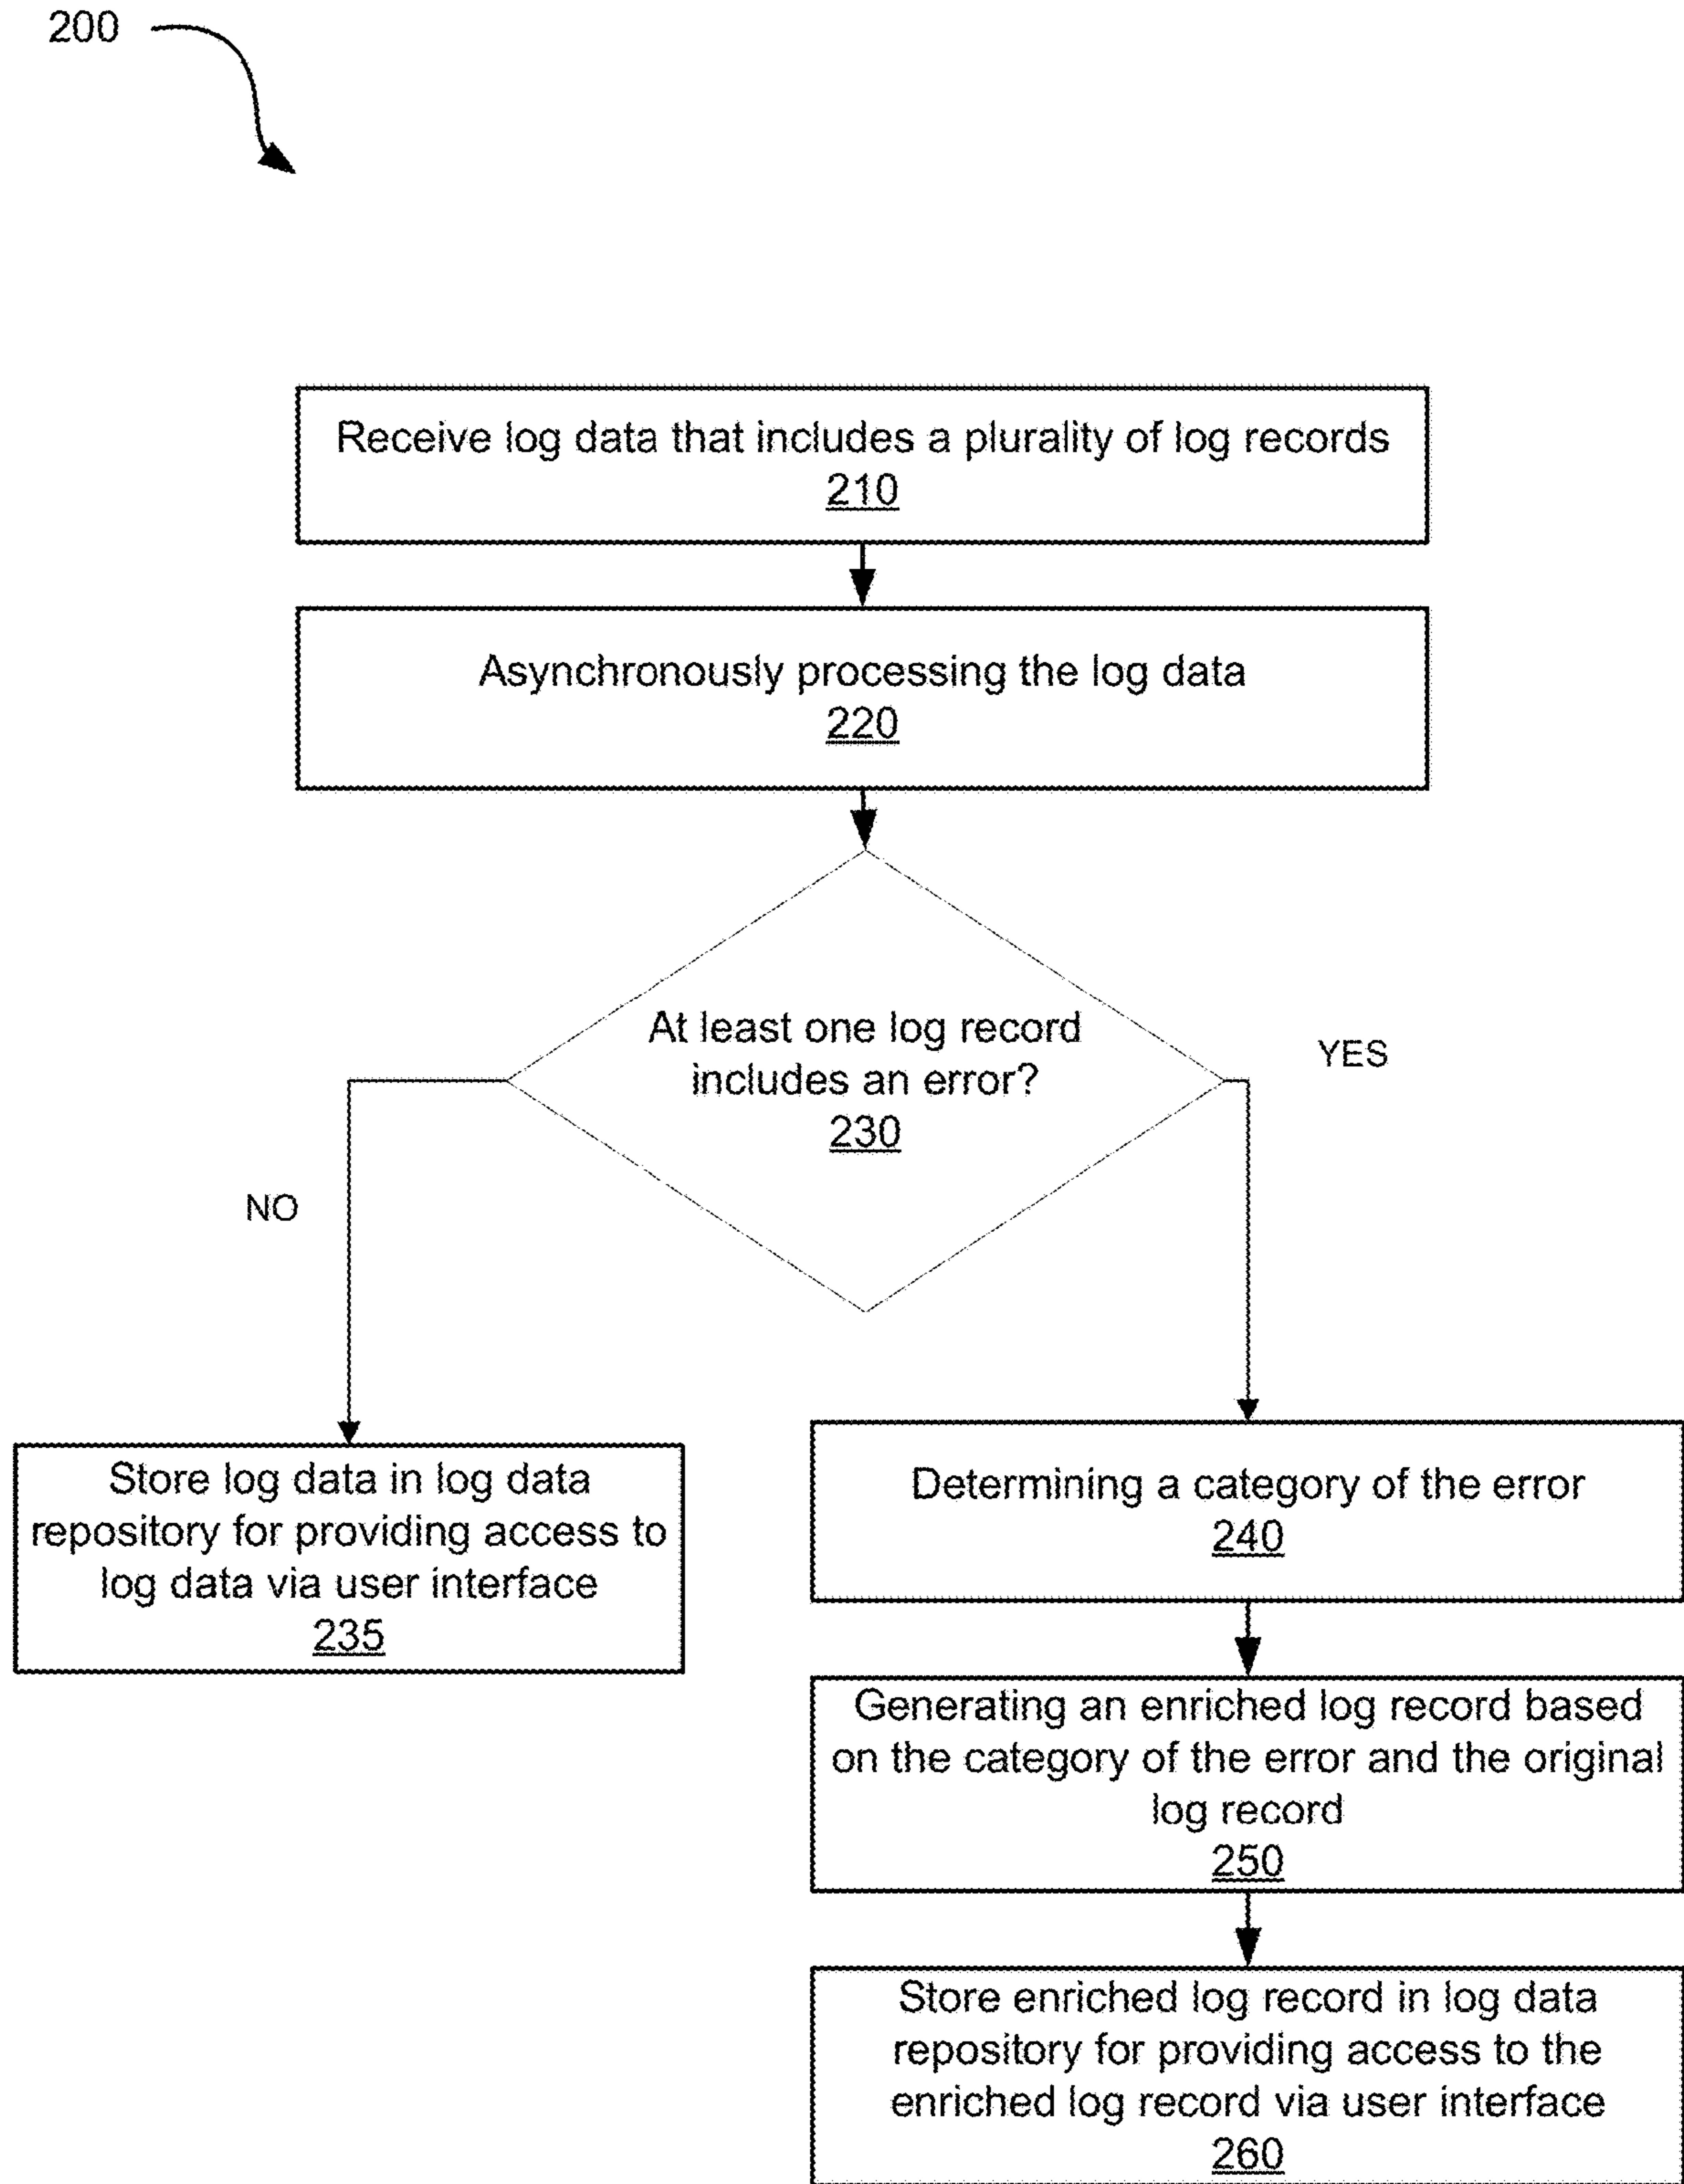 200
Receive log data that includes a plurality of log records
210
Asynchronously processing the log data
220
At least one log record
includes an error?
230
YES
NO
Store log data in log data
repository for providing access to
log data via user interface
235
Determining a category of the error
240
Generating an enriched log record based
on the category of the error and the original
log record
250
Store enriched log record in log data
repository for providing access to the
enriched log record via user interface
260